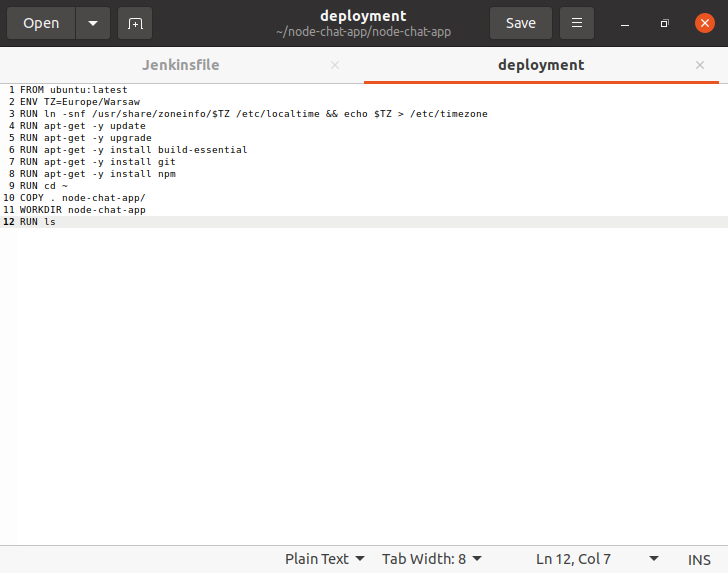 Open
deployment
~/node-chat-app/node-chat-app
Save
Jenkinsfile
deployment
1 FROM ubuntu:latest
2 ENV TZ=Europe/Warsaw
3 RUN ln -snf /usr/share/zoneinfo/$TZ /etc/localtime && echo $TZ > /etc/timezone
4 RUN apt-get -y update
5 RUN apt-get -y upgrade
6 RUN apt-get -y install build-essential
7 RUN apt-get -y install git
8 RUN apt-get -y install npm
9 RUN cd ~
10 COPY . node-chat-app/
11 WORKDIR node-chat-app
12 RUN ls
Plain Text Tab Width: 8 Ln 12, Col 7 INS